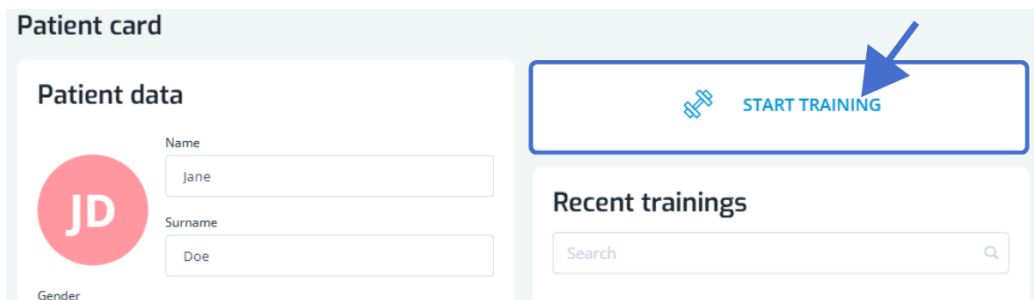 Patient card
Patient data
Name
Jane
JD
Surname
Doe
Gender
START TRAINING
Recent trainings
Search